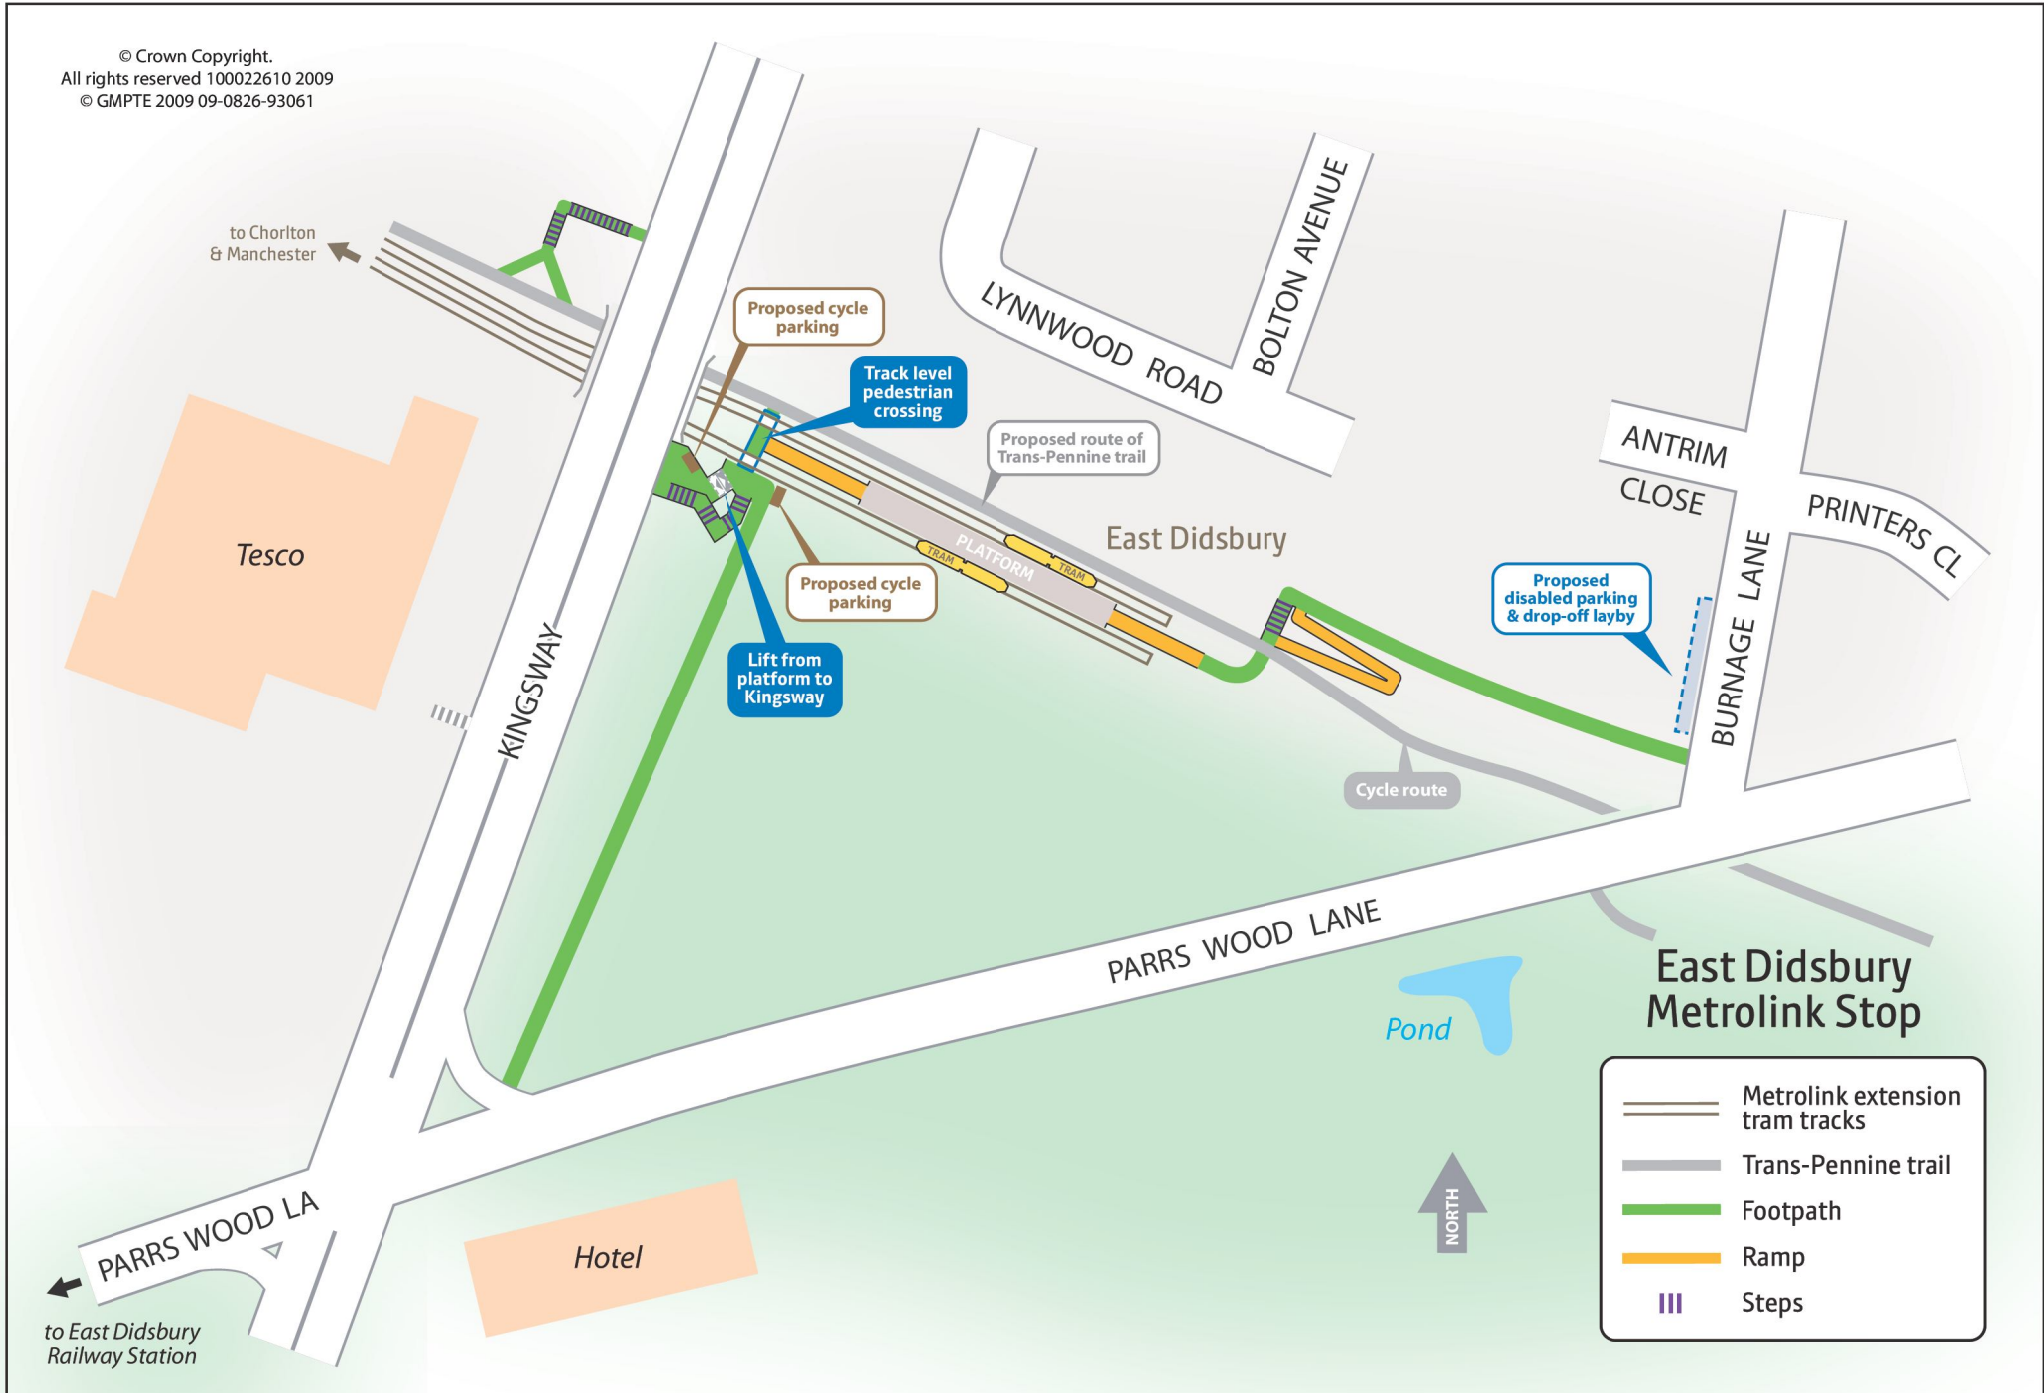 © Crown Copyright.
All rights reserved 100022610 2009
© GMPTE 2009 09-0826-93061
to Chorlton
& Manchester
Proposed cycle
parking
Track level
pedestrian
crossing
LYNNWOOD ROAD
BOLTON AVENUE
Proposed route of
Trans-Pennine trail
ANTRIM
CLOSE
PRINTERS CL
Tesco
KINGSWAY
PLATFORM
TRAM
TRAM
East Didsbury
Proposed cycle
parking
Lift from
platform to
Kingsway
Proposed
disabled parking
& drop-off layby
BURNAGE LANE
Cycle route
PARRS WOOD LANE
Pond
East Didsbury
Metrolink Stop
Metrolink extension
tram tracks
Trans-Pennine trail
Footpath
Ramp
Steps
NORTH
Hotel
PARRS WOOD LA
to East Didsbury
Railway Station